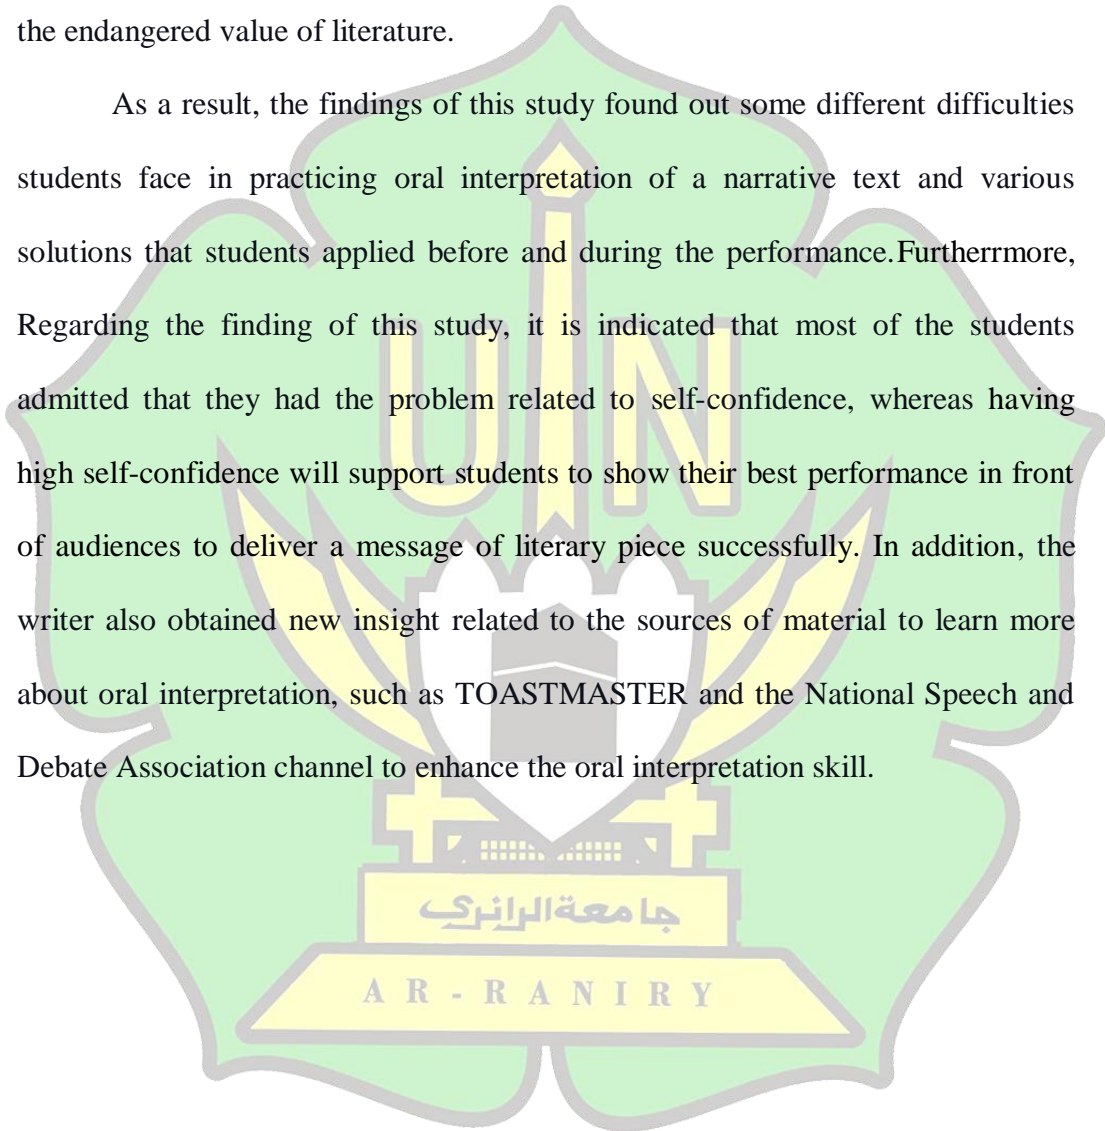 the endangered value of literature.
As a result, the findings of this study found out some different difficulties
students face in practicing oral interpretation of a narrative text and various
solutions that students applied before and during the performance.Furtherrmore,
Regarding the finding of this study, it is indicated that most of the students
admitted that they had the problem related to self-confidence, whereas having
high self-confidence will support students to show their best performance in front
of audiences to deliver a message of literary piece successfully. In addition, the
writer also obtained new insight related to the sources of material to learn more
about oral interpretation, such as TOASTMASTER and the National Speech and
Debate Association channel to enhance the oral interpretation skill.
UIN
جامعةالرانري
AR-RANIRY